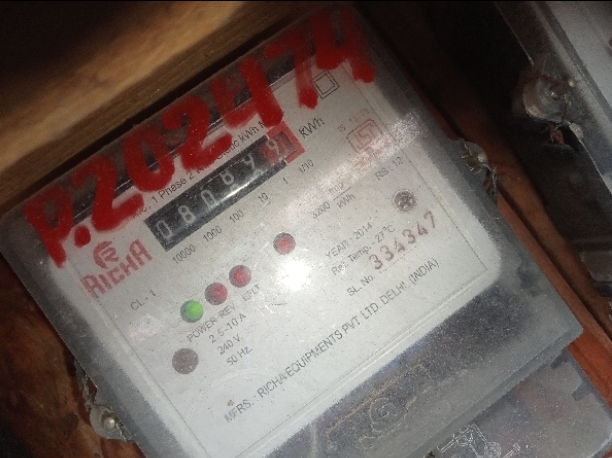 P.202474
A.C. 1 Phase 2 Wire Static kWh Meter
kWh
10000 1000 100 10 1 1/10
RICHA
CL-1
3200 imp/kWh
YEAR - 2014
Ref. Temp. 27°C
SL. No. 334347
POWER REV. E/LT
2.5-10 A
240 V
50 Hz
MFRS.: RICHA EQUIPMENTS PVT. LTD. DELHI, (INDIA)